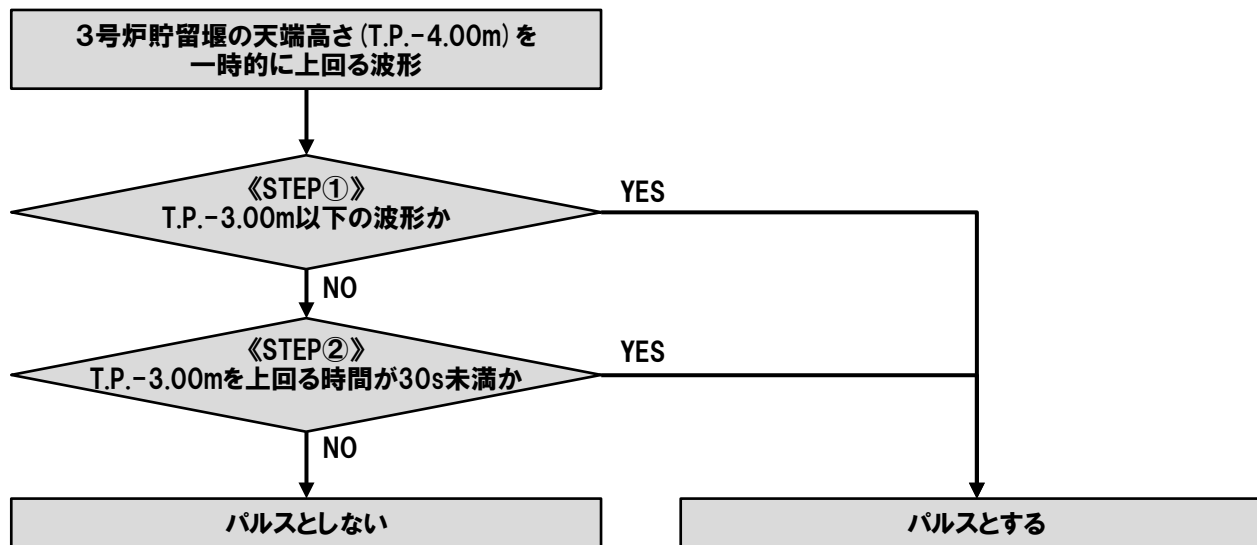 ３号炉貯留堰の天端高さ(T.P.-4.00m)を
一時的に上回る波形
《STEP①》
T.P.-3.00m以下の波形か
YES
NO
《STEP②》
T.P.-3.00mを上回る時間が30s未満か
YES
NO
パルスとしない
パルスとする